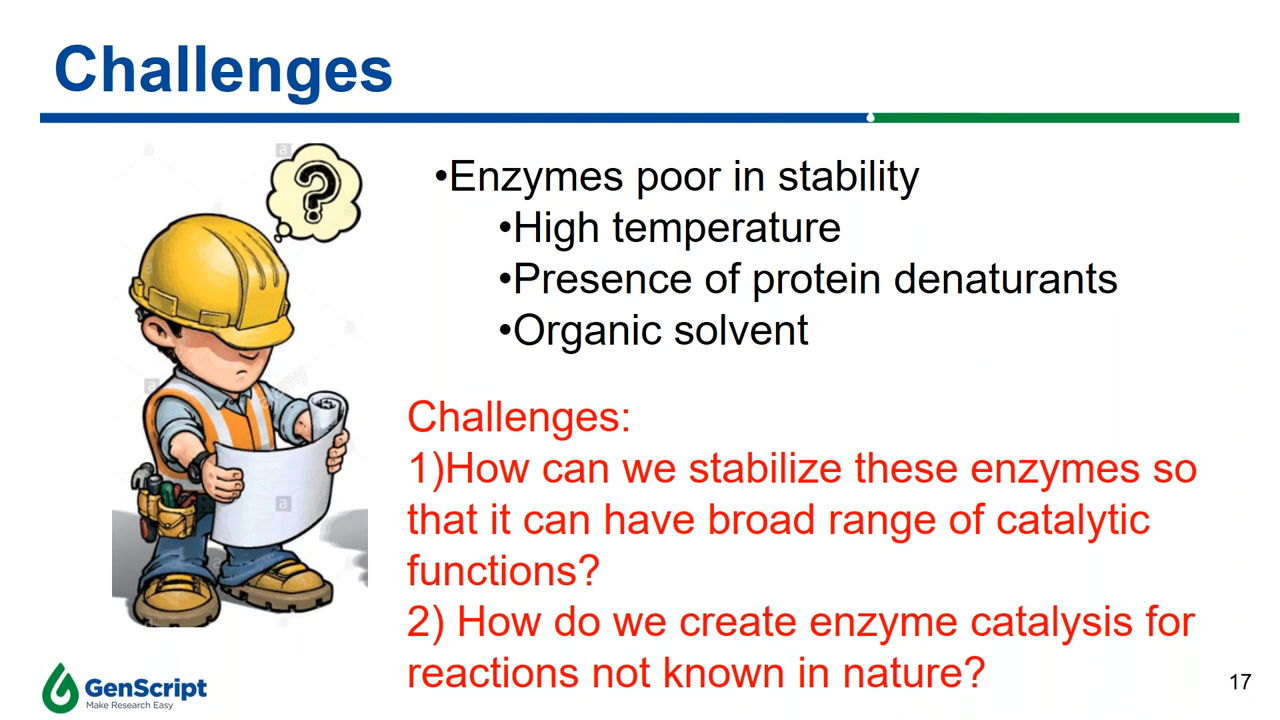 Challenges
•Enzymes poor in stability
•High temperature
•Presence of protein denaturants
•Organic solvent
Challenges:
1)How can we stabilize these enzymes so
that it can have broad range of catalytic
functions?
2) How do we create enzyme catalysis for
reactions not known in nature?
GenScript
Make Research Easy
17